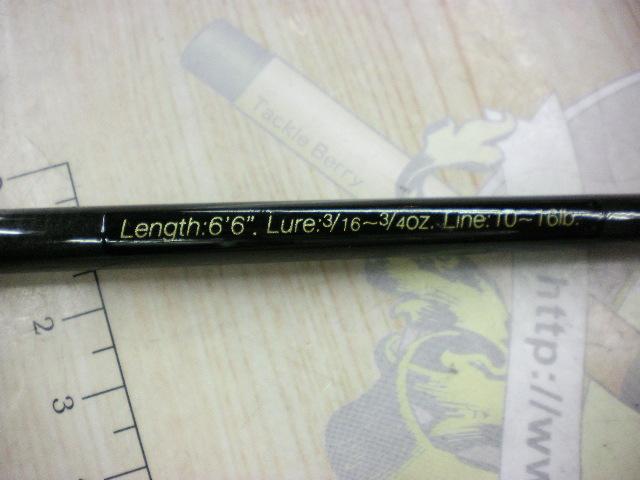 Tackle Berry
Length:6'6". Lure:3/16~3/4oz. Line:10~16lb.
2
3
http://ww